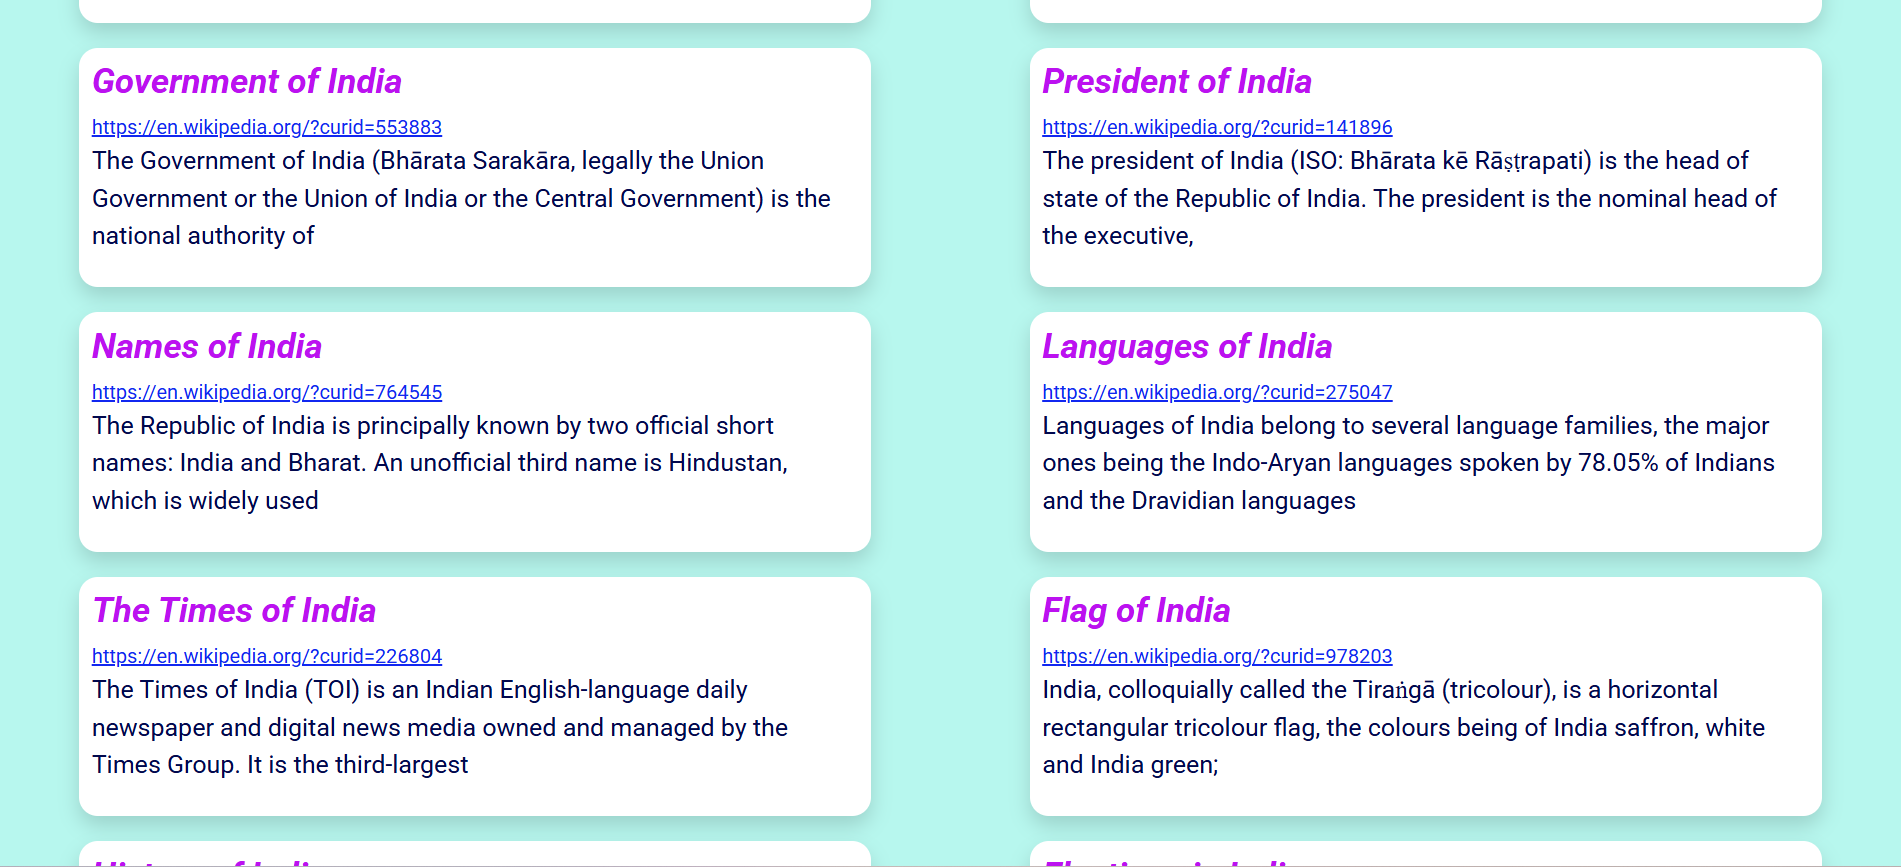 Government of India
https://en.wikipedia.org/?curid=553883
The Government of India (Bhārata Sarakāra, legally the Union
Government or the Union of India or the Central Government) is the
national authority of
President of India
https://en.wikipedia.org/?curid=141896
The president of India (ISO: Bhārata kē Rāṣṭrapati) is the head of
state of the Republic of India. The president is the nominal head of
the executive,
Names of India
https://en.wikipedia.org/?curid=764545
The Republic of India is principally known by two official short
names: India and Bharat. An unofficial third name is Hindustan,
which is widely used
Languages of India
https://en.wikipedia.org/?curid=275047
Languages of India belong to several language families, the major
ones being the Indo-Aryan languages spoken by 78.05% of Indians
and the Dravidian languages
The Times of India
https://en.wikipedia.org/?curid=226804
The Times of India (TOI) is an Indian English-language daily
newspaper and digital news media owned and managed by the
Times Group. It is the third-largest
Flag of India
https://en.wikipedia.org/?curid=978203
India, colloquially called the Tiraṅgā (tricolour), is a horizontal
rectangular tricolour flag, the colours being of India saffron, white
and India green;